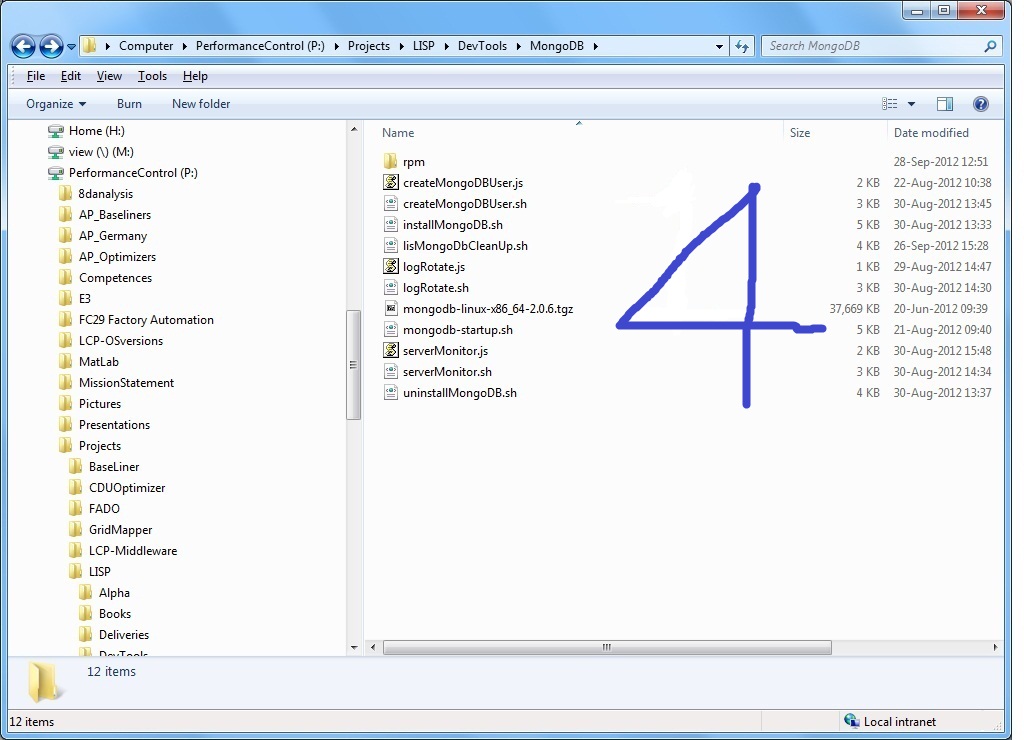 Computer PerformanceControl (P:) Projects LISP DevTools MongoDB Search MongoDB
File Edit View Tools Help
Organize Burn New folder
Home (H:)
view (\) (M:)
PerformanceControl (P:)
8danalysis
AP_Baseliners
AP_Germany
AP_Optimizers
Competences
E3
FC29 Factory Automation
LCP-OSversions
MatLab
MissionStatement
Pictures
Presentations
Projects
BaseLiner
CDUOptimizer
FADO
GridMapper
LCP-Middleware
LISP
Alpha
Books
Deliveries
DevTools
Name Size Date modified
rpm 28-Sep-2012 12:51
createMongoDBUser.js 2 KB 22-Aug-2012 10:38
createMongoDBUser.sh 3 KB 30-Aug-2012 13:45
installMongoDB.sh 5 KB 30-Aug-2012 13:33
lisMongoDbCleanUp.sh 4 KB 26-Sep-2012 15:28
logRotate.js 1 KB 29-Aug-2012 14:47
logRotate.sh 3 KB 30-Aug-2012 14:30
mongodb-linux-x86_64-2.0.6.tgz 37,669 KB 20-Jun-2012 09:39
mongodb-startup.sh 5 KB 21-Aug-2012 09:40
serverMonitor.js 2 KB 30-Aug-2012 15:48
serverMonitor.sh 3 KB 30-Aug-2012 14:34
uninstallMongoDB.sh 4 KB 30-Aug-2012 13:37
4
12 items
12 items Local intranet